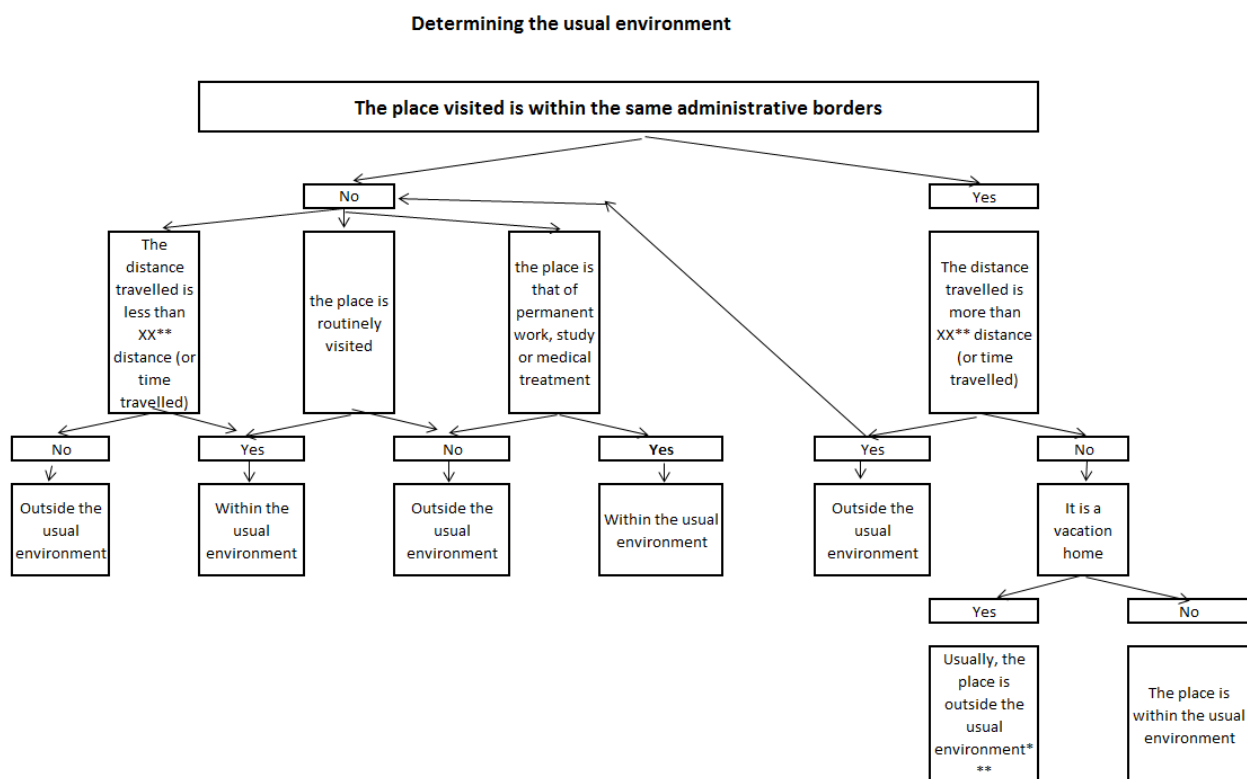 Determining the usual environment
The place visited is within the same administrative borders
No
Yes
The
distance
travelled is
less than
XX**
distance (or
time
travelled)
the place is
routinely
visited
the place is
that of
permanent
work, study
or medical
treatment
The distance
travelled is
more than
XX** distance
(or time
travelled)
No
Yes
No
Yes
Yes
No
Outside the
usual
environment
Within the
usual
environment
Outside the
usual
environment
Within the usual
environment
Outside the
usual
environment
It is a
vacation
home
Yes
No
Usually, the
place is
outside the
usual
environment*
**
The place is
within the usual
environment